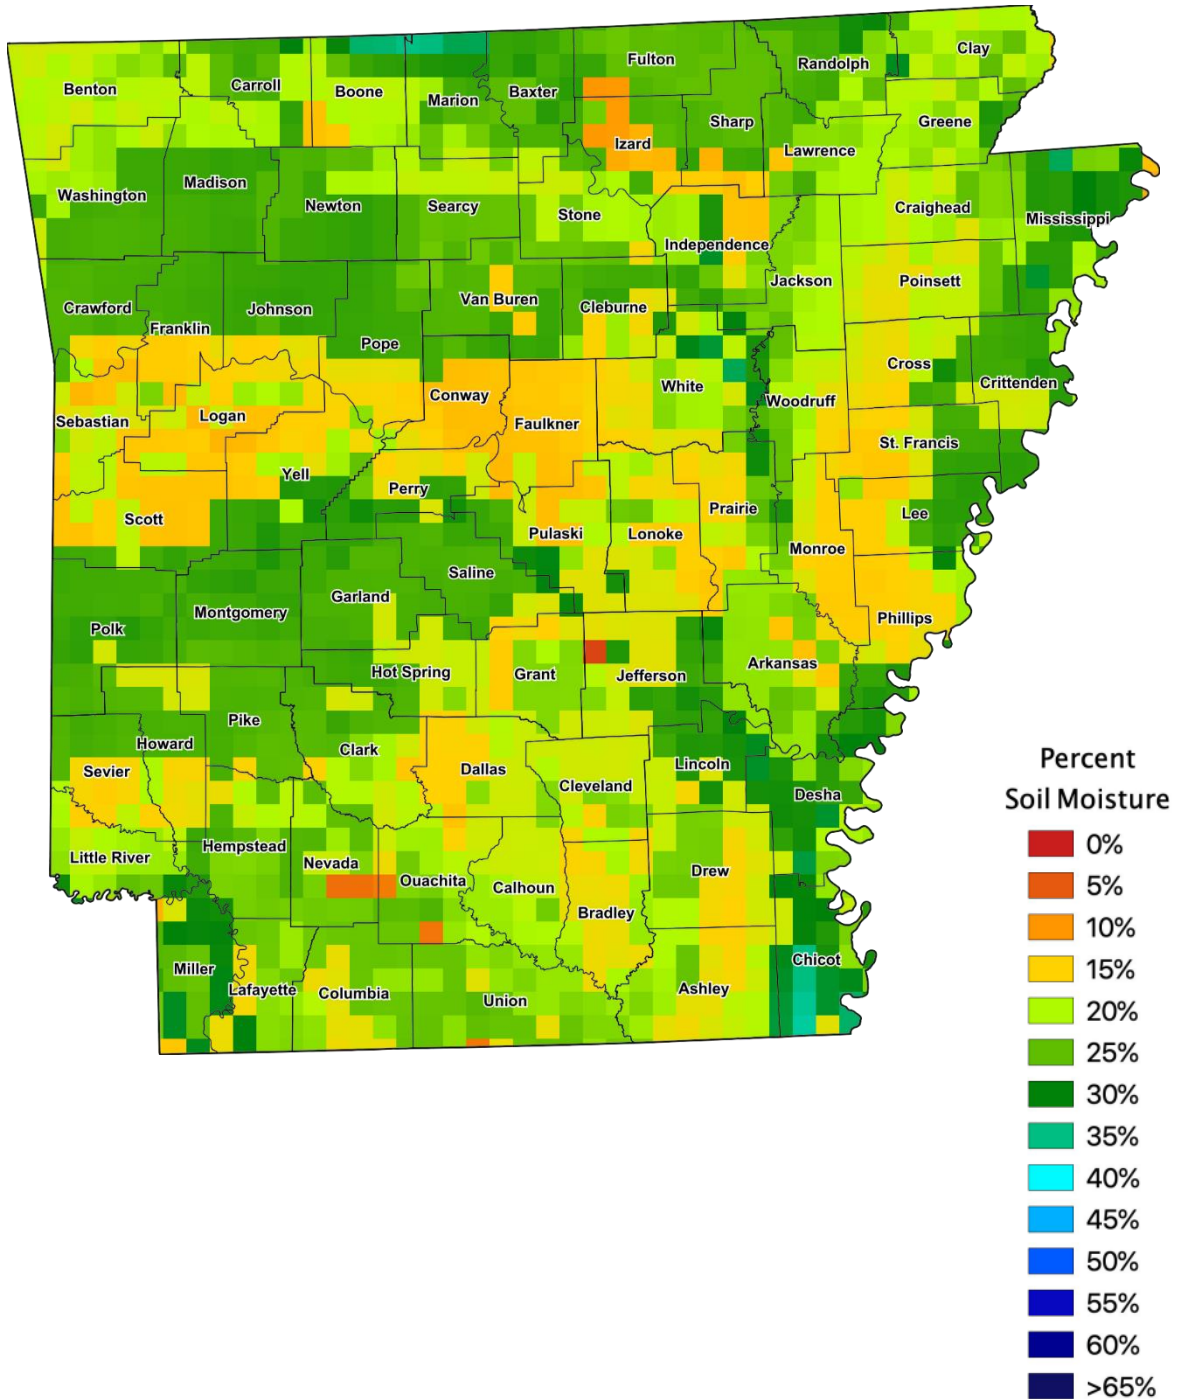 Clay
Fulton
Randolph
Carroll
Benton
Boone
Baxter
Marion
Sharp
Greene
Izard
Lawrence
Madison
Washington
Newton
Searcy
Craighead
Stone
Mississippi
Independence
Jackson
Poinsett
Van Buren
Crawford
Cleburne
Johnson
Franklin
Pope
Cross
Crittenden
White
Conway
Woodruff
Logan
Sebastian
Faulkner
St. Francis
Yell
Perry
Prairie
Lee
Scott
Pulaski
Lonoke
Monroe
Saline
Garland
Montgomery
Phillips
Polk
Arkansas
Hot Spring
Grant
Jefferson
Pike
Howard
Clark
Lincoln
Sevier
Dallas
Cleveland
Desha
Hempstead
Little River
Nevada
Drew
Ouachita
Calhoun
Bradley
Chicot
Miller
Lafayette
Columbia
Ashley
Union
Percent
Soil Moisture
0%
5%
10%
15%
20%
25%
30%
35%
40%
45%
50%
55%
60%
>65%